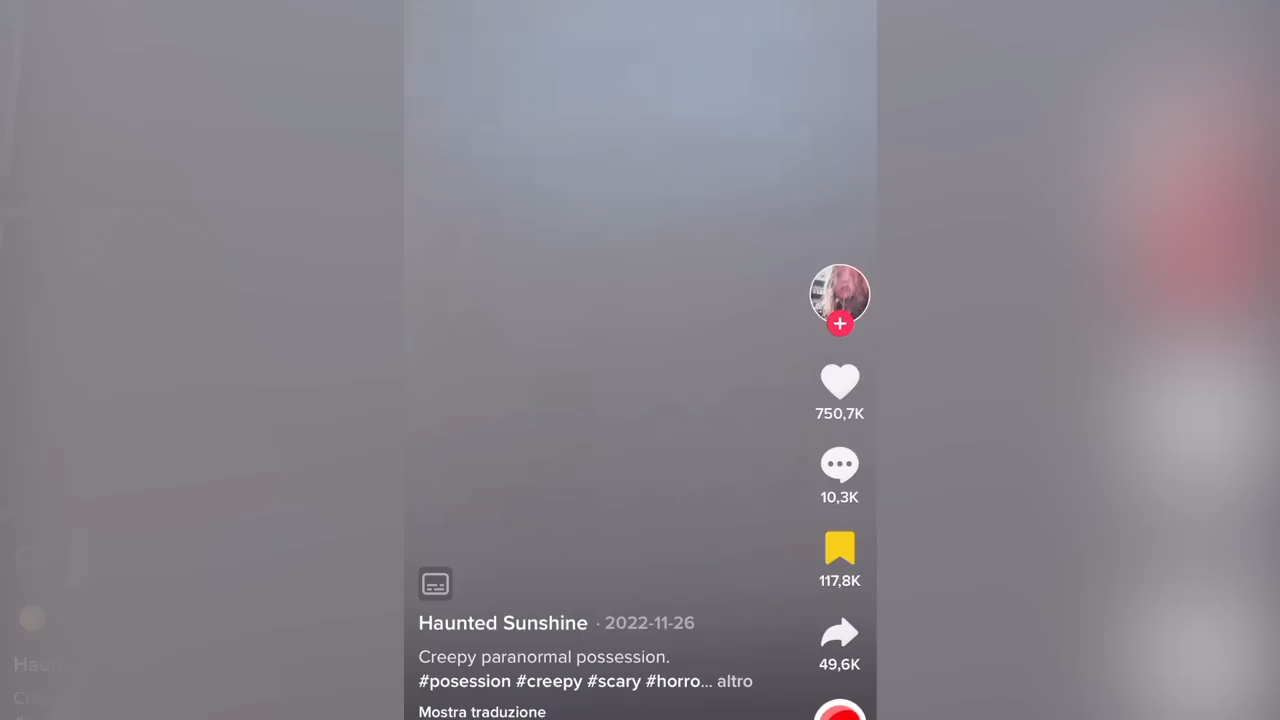 750,7K
10,3K
117,8K
49,6K
Haunted Sunshine · 2022-11-26
Creepy paranormal possession.
#posession #creepy #scary #horro... altro
Mostra traduzione